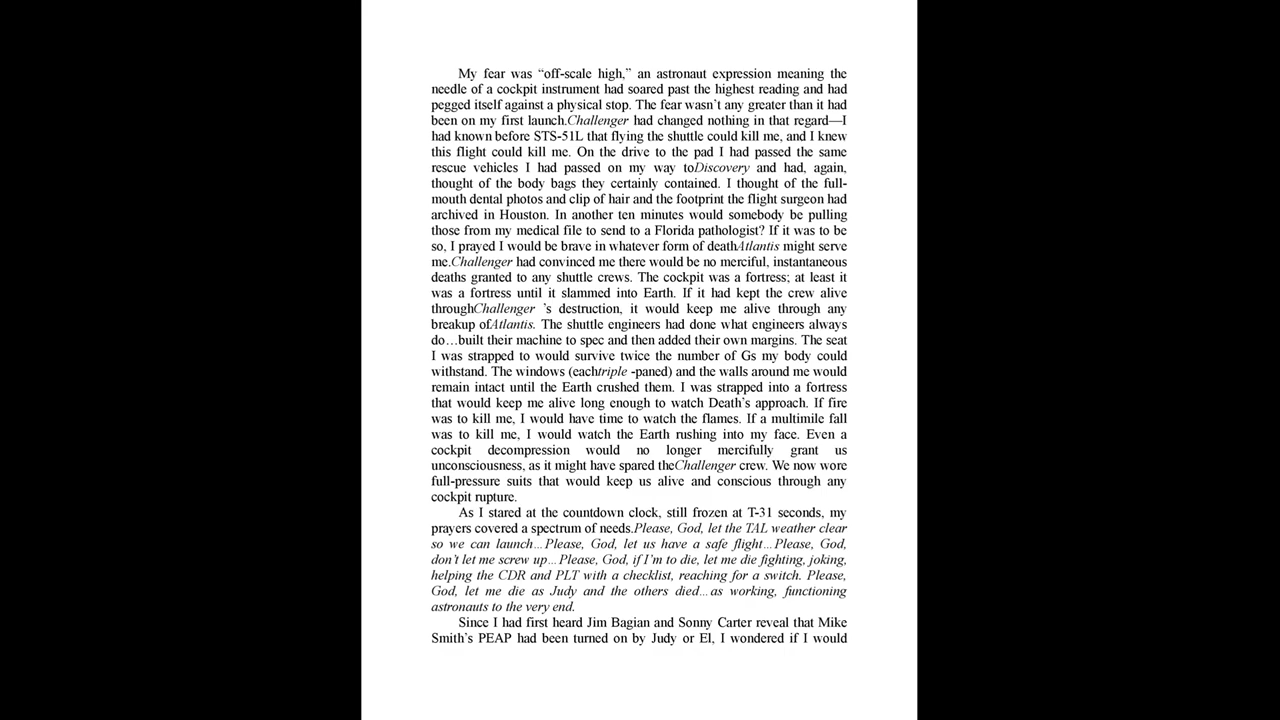 My fear was “off-scale high,” an astronaut expression meaning the
needle of a cockpit instrument had soared past the highest reading and had
pegged itself against a physical stop. The fear wasn’t any greater than it had
been on my first launch.Challenger had changed nothing in that regard—I
had known before STS-51L that flying the shuttle could kill me, and I knew
this flight could kill me. On the drive to the pad I had passed the same
rescue vehicles I had passed on my way toDiscovery and had, again,
thought of the body bags they certainly contained. I thought of the full-
mouth dental photos and clip of hair and the footprint the flight surgeon had
archived in Houston. In another ten minutes would somebody be pulling
those from my medical file to send to a Florida pathologist? If it was to be
so, I prayed I would be brave in whatever form of deathAtlantis might serve
me.Challenger had convinced me there would be no merciful, instantaneous
deaths granted to any shuttle crews. The cockpit was a fortress; at least it
was a fortress until it slammed into Earth. If it had kept the crew alive
throughChallenger ’s destruction, it would keep me alive through any
breakup ofAtlantis. The shuttle engineers had done what engineers always
do…built their machine to spec and then added their own margins. The seat
I was strapped to would survive twice the number of Gs my body could
withstand. The windows (eachtriple -paned) and the walls around me would
remain intact until the Earth crushed them. I was strapped into a fortress
that would keep me alive long enough to watch Death’s approach. If fire
was to kill me, I would have time to watch the flames. If a multimile fall
was to kill me, I would watch the Earth rushing into my face. Even a
cockpit decompression would no longer mercifully grant us
unconsciousness, as it might have spared theChallenger crew. We now wore
full-pressure suits that would keep us alive and conscious through any
cockpit rupture.
As I stared at the countdown clock, still frozen at T-31 seconds, my
prayers covered a spectrum of needs.Please, God, let the TAL weather clear
so we can launch…Please, God, let us have a safe flight…Please, God,
don’t let me screw up…Please, God, if I’m to die, let me die fighting, joking,
helping the CDR and PLT with a checklist, reaching for a switch. Please,
God, let me die as Judy and the others died…as working, functioning
astronauts to the very end.
Since I had first heard Jim Bagian and Sonny Carter reveal that Mike
Smith’s PEAP had been turned on by Judy or El, I wondered if I would